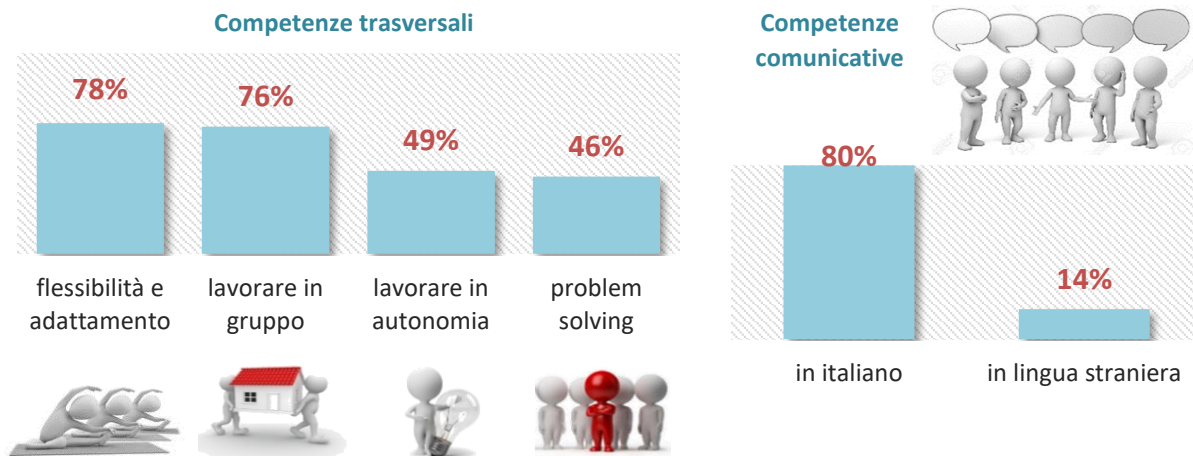 Competenze trasversali
78%
76%
49%
46%
flessibilità e
adattamento
lavorare in
gruppo
lavorare in
autonomia
problem
solving
Competenze
comunicative
80%
14%
in italiano
in lingua straniera